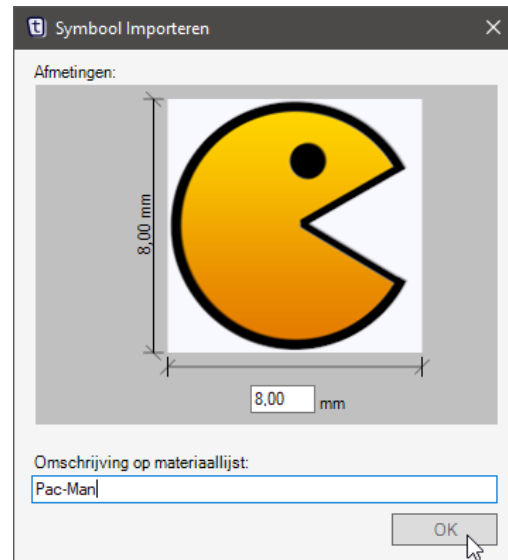 Symbool Importeren
Afmetingen:
8,00 mm
8,00 mm
Omschrijving op materiaallijst:
Pac-Man
OK